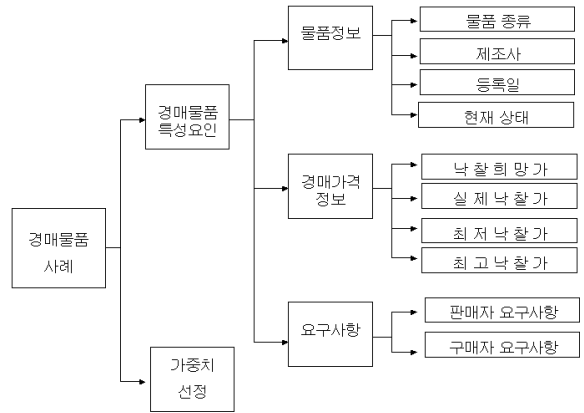 물품정보
물품 종류
제조사
등록일
현재 상태
경매물품
특성요인
경매가격
정보
낙 찰 희 망 가
실 제 낙 찰 가
최 저 낙 찰 가
최 고 낙 찰 가
경매물품
사례
요구사항
판매자 요구사항
구매자 요구사항
가중치
선정